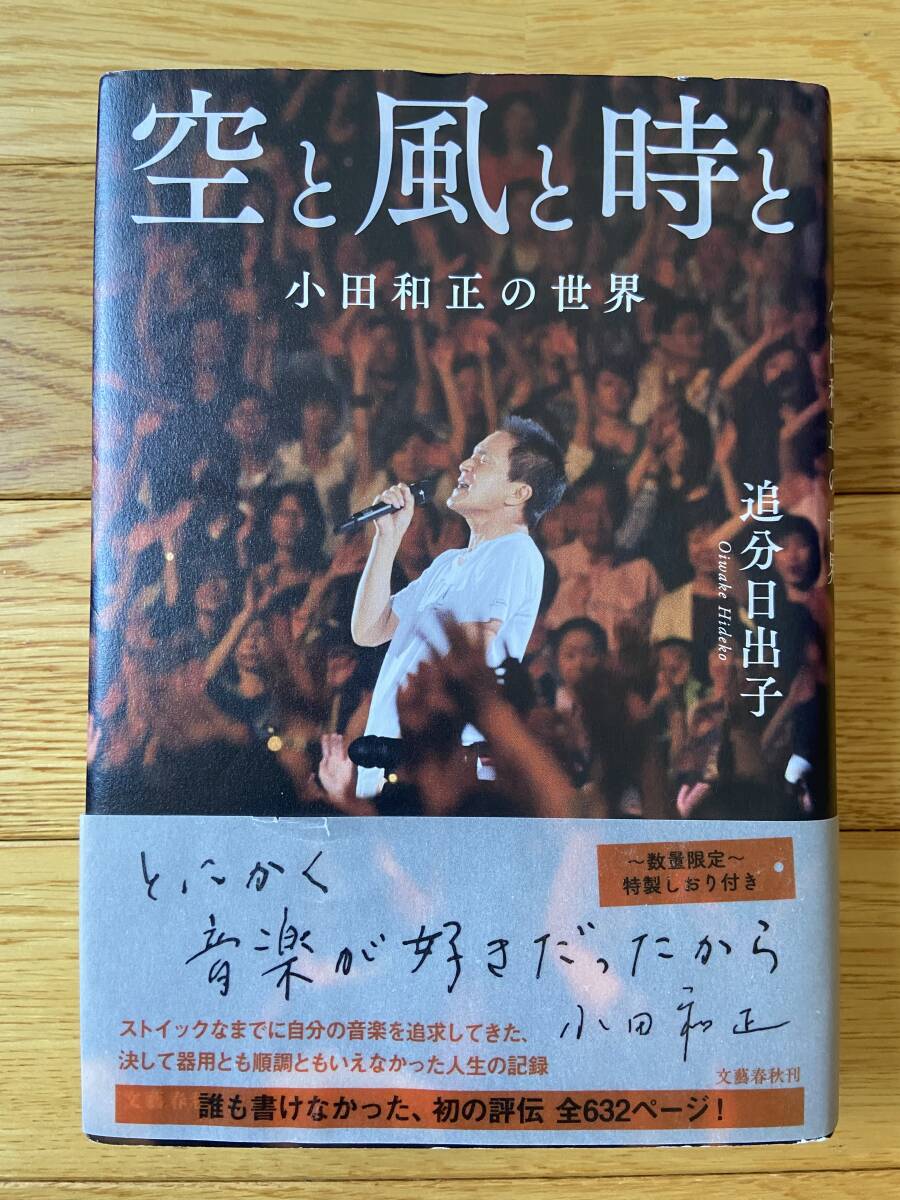 空と風と時と
小田和正の世界
追分日出子
Oiwake Hideko
～数量限定～
特製しおり付き
とにかく
音楽が好きだったから
小田和正
ストイックなまでに自分の音楽を追求してきた、
決して器用とも順調ともいえなかった人生の記録
文藝春秋刊
誰も書けなかった、初の評伝 全632ページ！